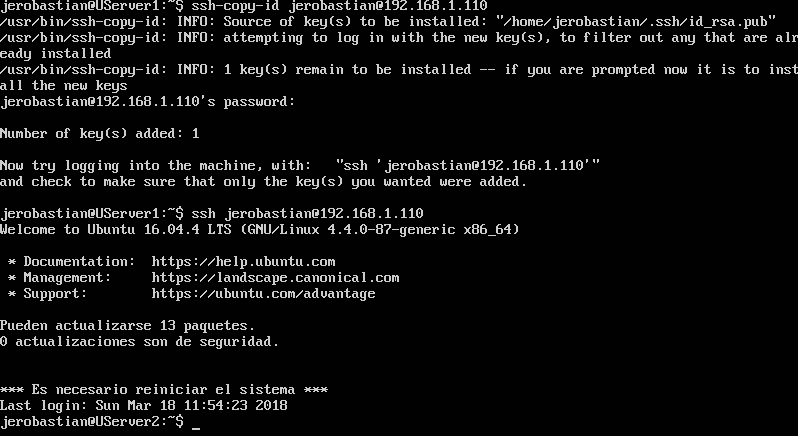 jerobastian@UServer1:~$ ssh-copy-id jerobastian@192.168.1.110
/usr/bin/ssh-copy-id: INFO: Source of key(s) to be installed: "/home/jerobastian/.ssh/id_rsa.pub"
/usr/bin/ssh-copy-id: INFO: attempting to log in with the new key(s), to filter out any that are alr
eady installed
/usr/bin/ssh-copy-id: INFO: 1 key(s) remain to be installed -- if you are prompted now it is to inst
all the new keys
jerobastian@192.168.1.110's password:
Number of key(s) added: 1
Now try logging into the machine, with:   "ssh 'jerobastian@192.168.1.110'"
and check to make sure that only the key(s) you wanted were added.
jerobastian@UServer1:~$ ssh jerobastian@192.168.1.110
Welcome to Ubuntu 16.04.4 LTS (GNU/Linux 4.4.0-87-generic x86_64)
 * Documentation:  https://help.ubuntu.com
 * Management:     https://landscape.canonical.com
 * Support:        https://ubuntu.com/advantage
Pueden actualizarse 13 paquetes.
0 actualizaciones son de seguridad.
*** Es necesario reiniciar el sistema ***
Last login: Sun Mar 18 11:54:23 2018
jerobastian@UServer2:~$ _